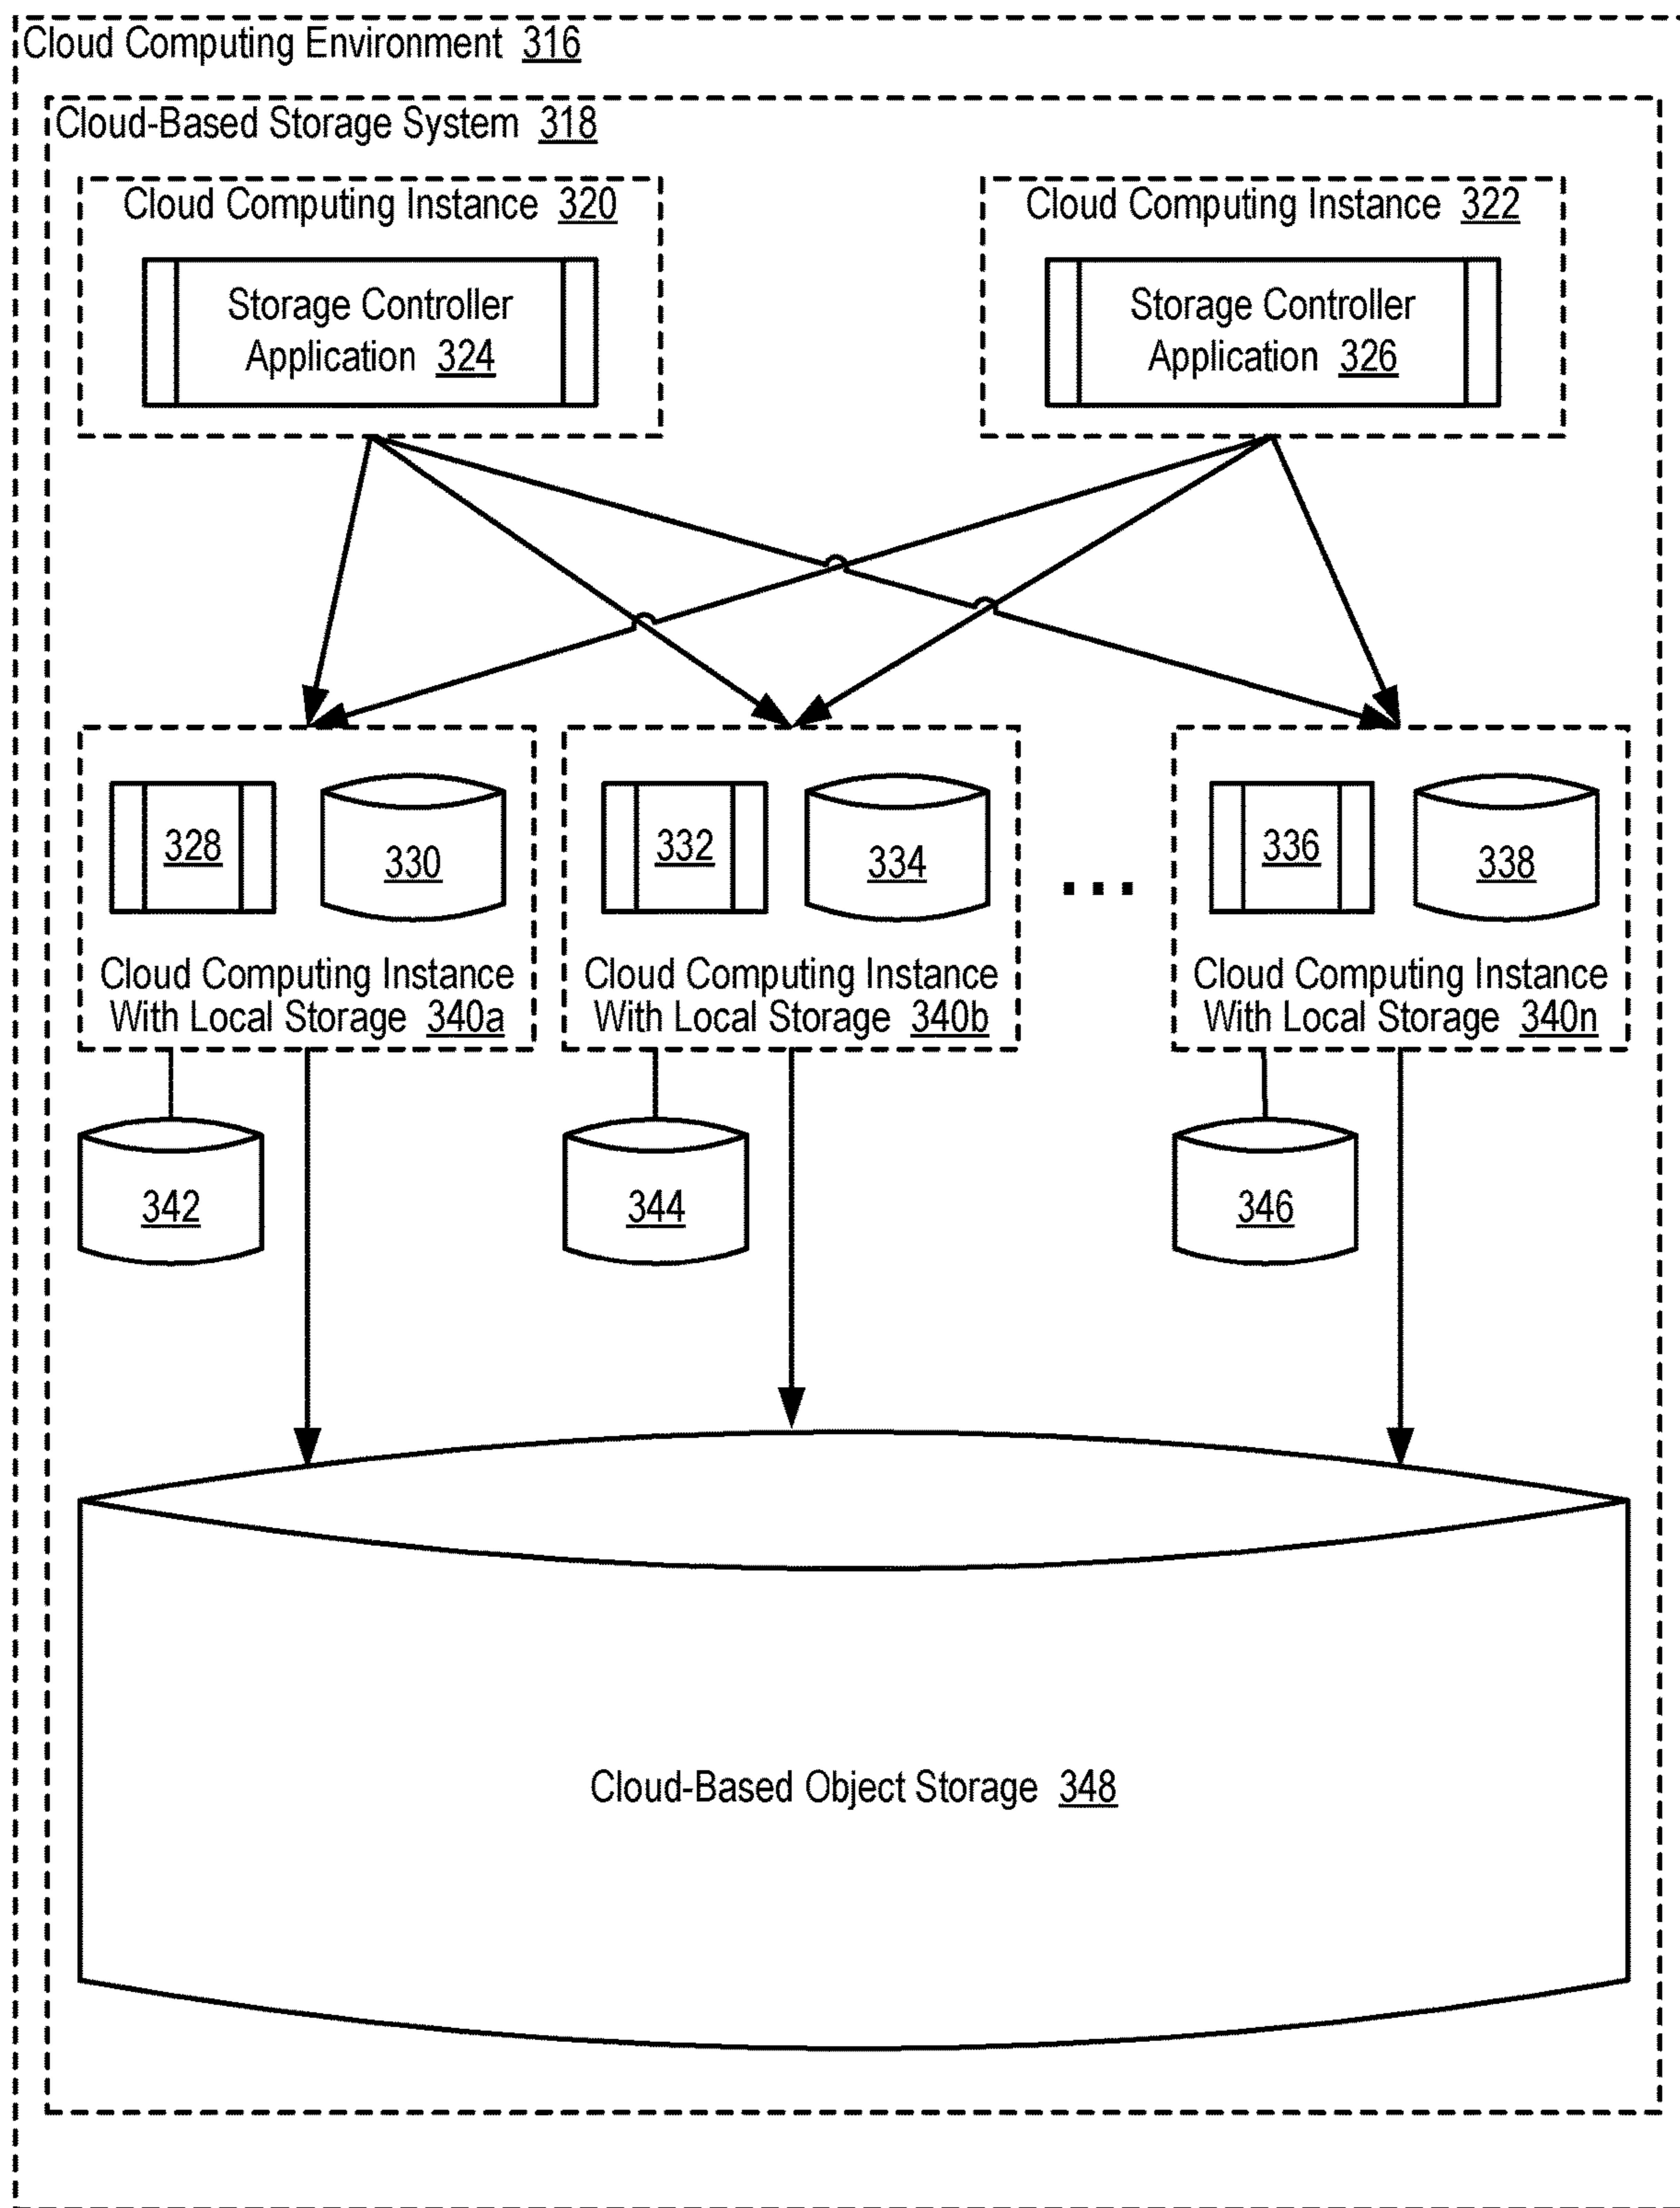 Cloud Computing Environment 316
Cloud-Based Storage System 318
Cloud Computing Instance 320
Storage Controller
Application 324
Cloud Computing Instance 322
Storage Controller
Application 326
328
330
Cloud Computing Instance
With Local Storage 340a
332
334
Cloud Computing Instance
With Local Storage 340b
...
336
338
Cloud Computing Instance
With Local Storage 340n
342
344
346
Cloud-Based Object Storage 348